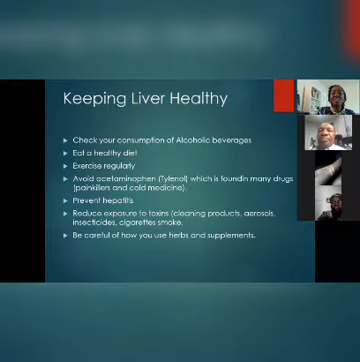 Keeping Liver Healthy
Check your consumption of Alcoholic beverages
Eat a healthy diet
Exercise regularly
Avoid acetaminophen (Tylenol) which is foundin many drugs
(painkillers and cold medicine).
Prevent hepatitis
Reduce exposure to toxins (cleaning products, aerosols,
insecticides, cigarettes smoke,
Be careful of how you use herbs and supplements.